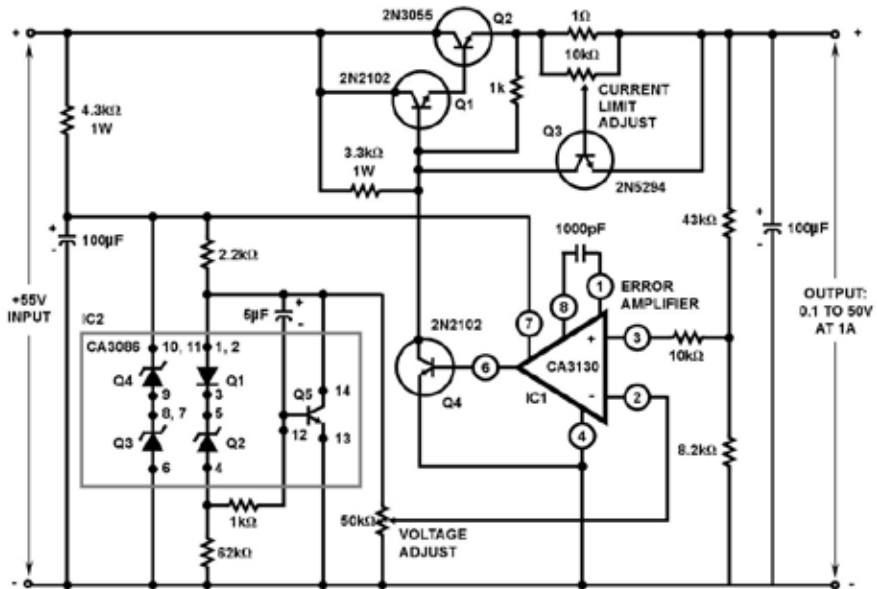 2N3055
Q2
1Ω
+
+
2N2102
10kΩ
Q1
1k
CURRENT
LIMIT
ADJUST
4.3kΩ
1W
Q3
3.3kΩ
1W
2N5294
+
100µF
-
2.2kΩ
1000pF
43kΩ
+
100µF
-
+55V
INPUT
IC2
5µF
+
-
8
1
ERROR
AMPLIFIER
OUTPUT:
0.1 TO 50V
AT 1A
2N2102
7
CA3086
10, 11
1, 2
+
3
Q4
Q1
6
CA3130
10kΩ
9
3
Q5
14
Q4
IC1
-
2
8, 7
5
Q3
Q2
12
13
4
6
4
8.2kΩ
1kΩ
50kΩ
VOLTAGE
ADJUST
62kΩ
-
-